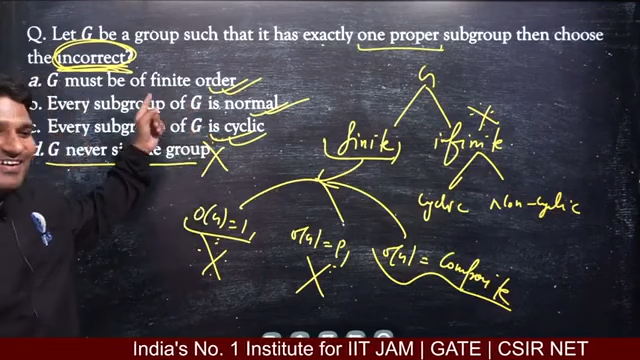 Q. Let G be a group such that it has exactly one proper subgroup then choose
the incorrect?
a. G must be of finite order
b. Every subgroup of G is normal
c. Every subgroup of G is cyclic
d. G never simple group
G
finite infinite
cyclic non-cyclic
O(G)=1, O(G)=P, O(G) = Composite
India's No. 1 Institute for IIT JAM | GATE | CSIR NET